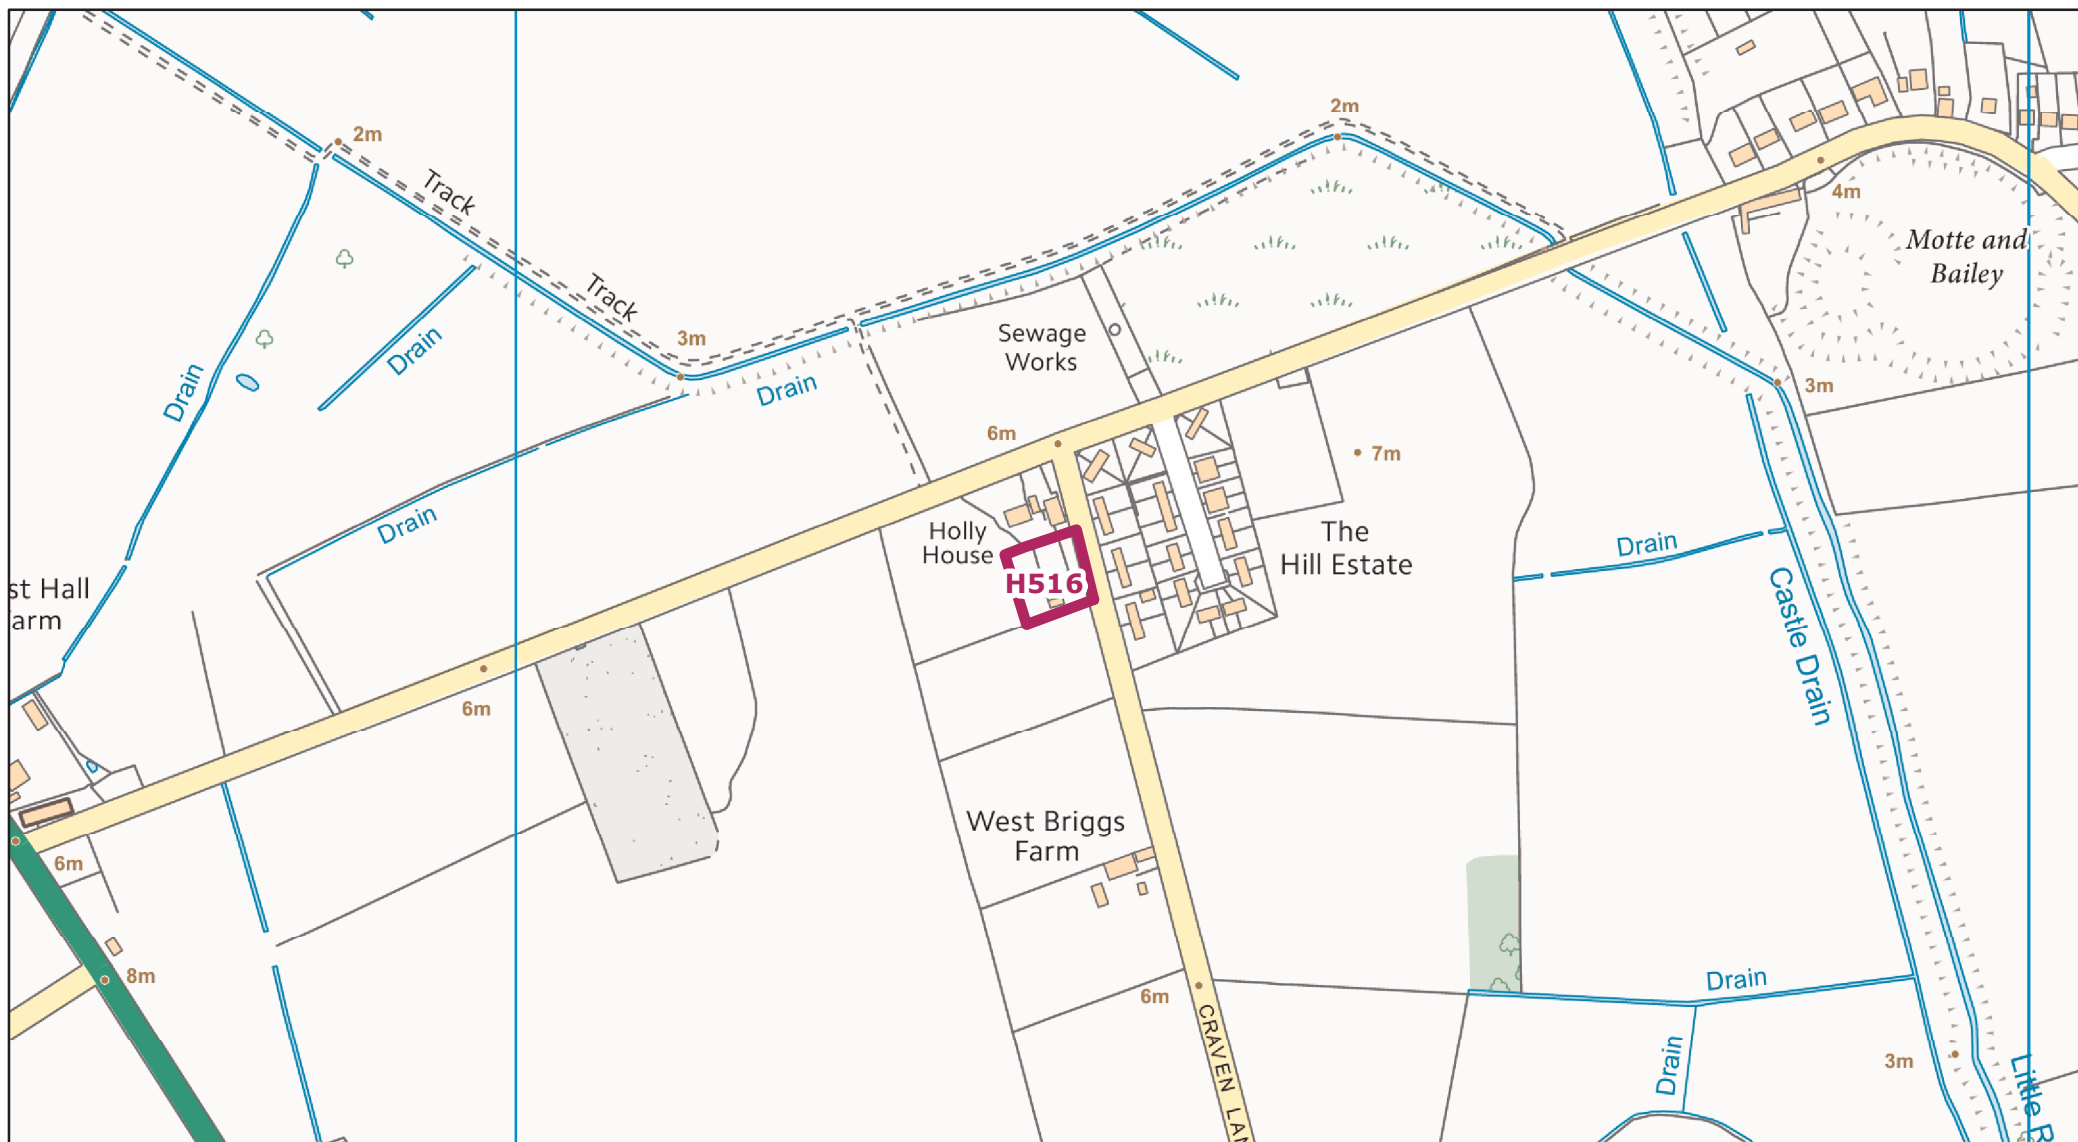 2m
2m
Track
4m
Motte and
Bailey
Track
3m
Sewage
Works
Drain
Drain
Drain
3m
6m
7m
Drain
Holly
House
The
Hill Estate
Drain
H516
st Hall
arm
Castle Drain
6m
West Briggs
Farm
6m
8m
6m
Drain
CRAVEN LAN
Drain
3m
Little R